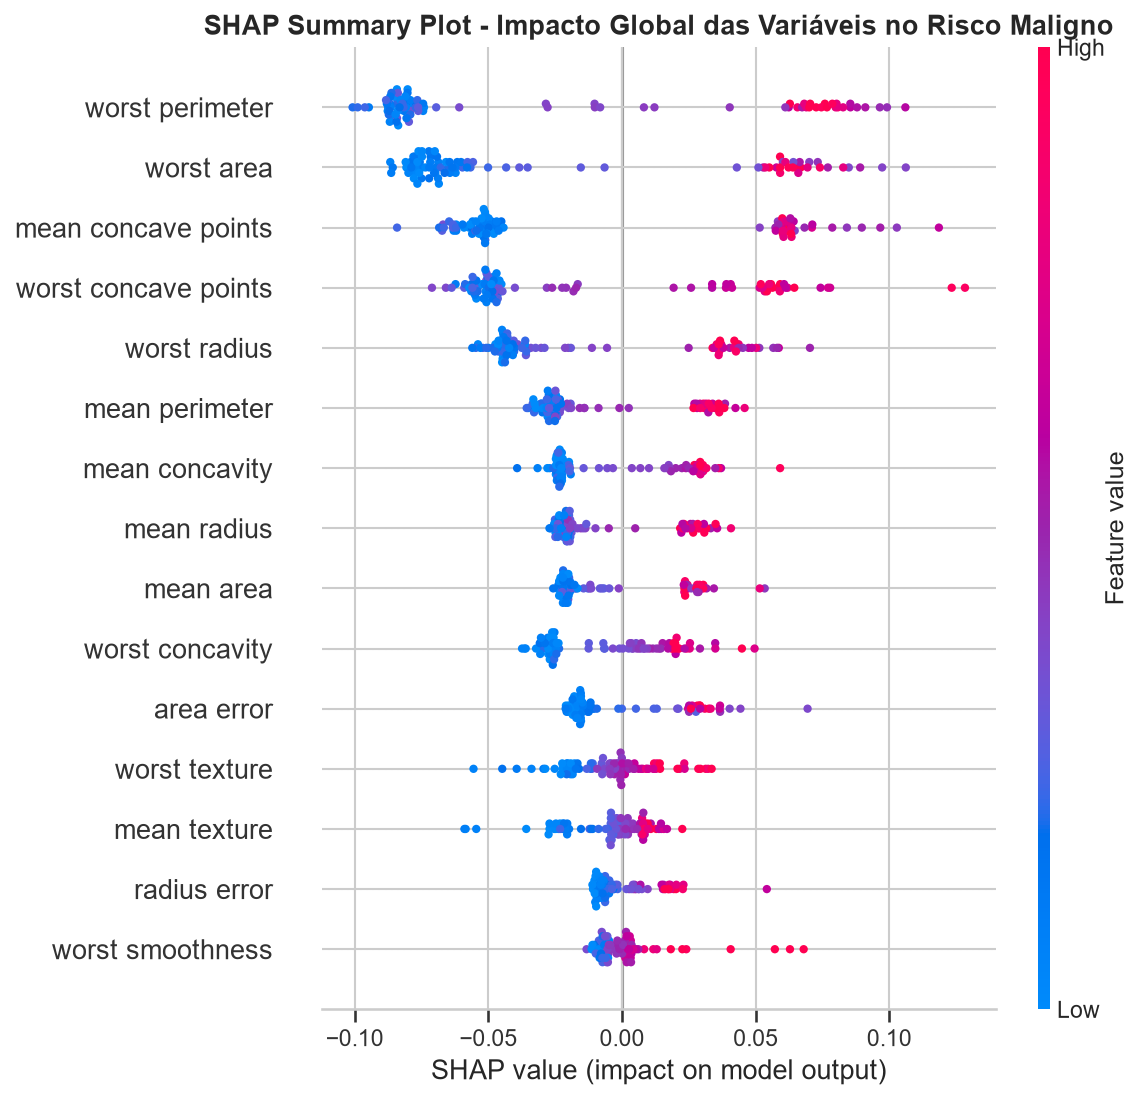 SHAP Summary Plot - Impacto Global das Variáveis no Risco Maligno
High
worst perimeter
worst area
mean concave points
worst concave points
worst radius
mean perimeter
mean concavity
mean radius
mean area
worst concavity
area error
worst texture
mean texture
radius error
worst smoothness
Feature value
Low
−0.10 −0.05 0.00 0.05 0.10
SHAP value (impact on model output)